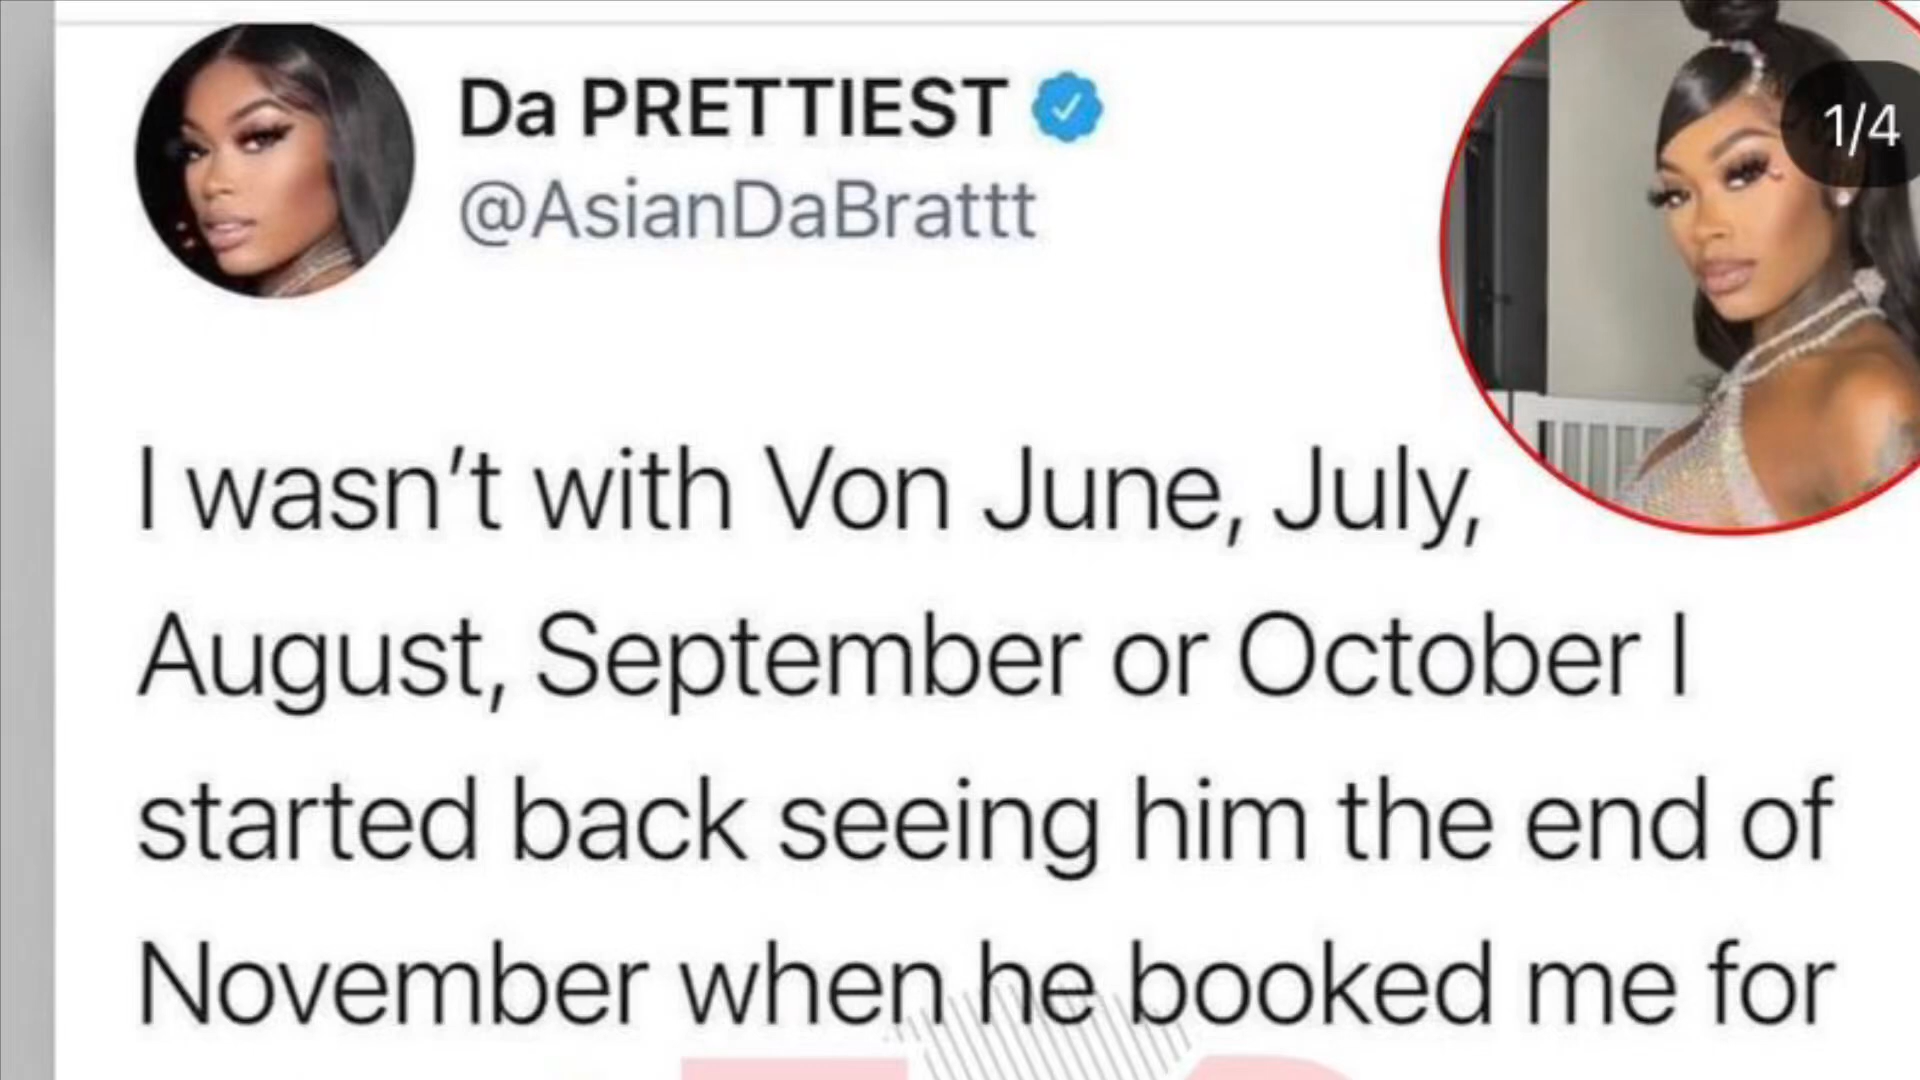 Da PRETTIEST
@AsianDaBrattt
1/4
I wasn't with Von June, July,
August, September or October I
started back seeing him the end of
November when he booked me for